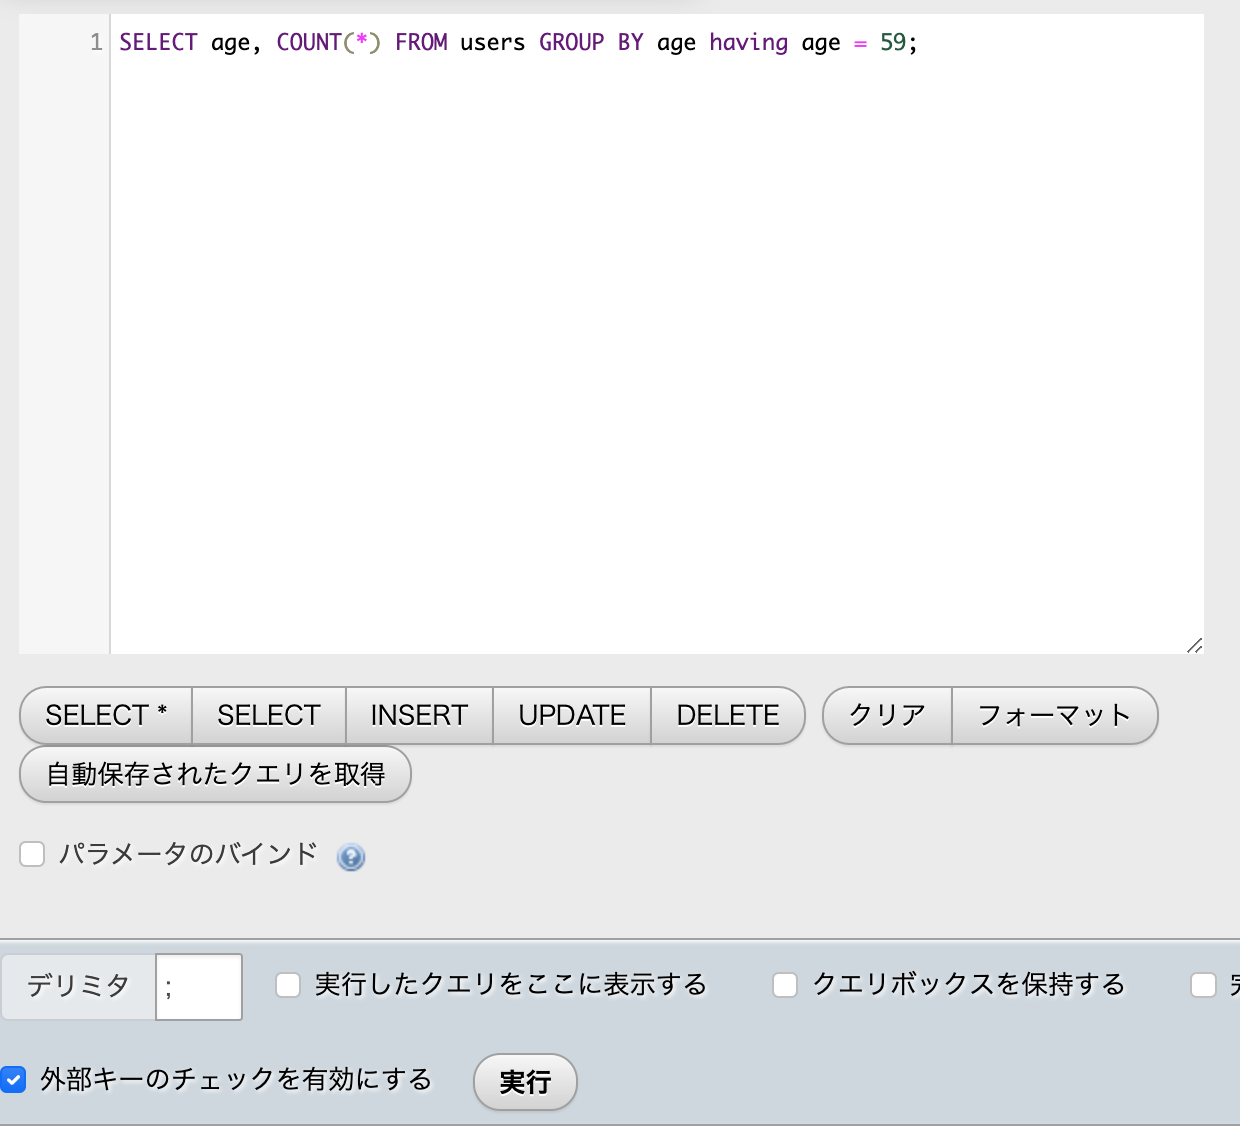 1 SELECT age, COUNT(*) FROM users GROUP BY age having age = 59;
SELECT * SELECT INSERT UPDATE DELETE クリア フォーマット
自動保存されたクエリを取得
パラメータのバインド ?
デリミタ ; 実行したクエリをここに表示する クエリボックスを保持する
外部キーのチェックを有効にする 実行